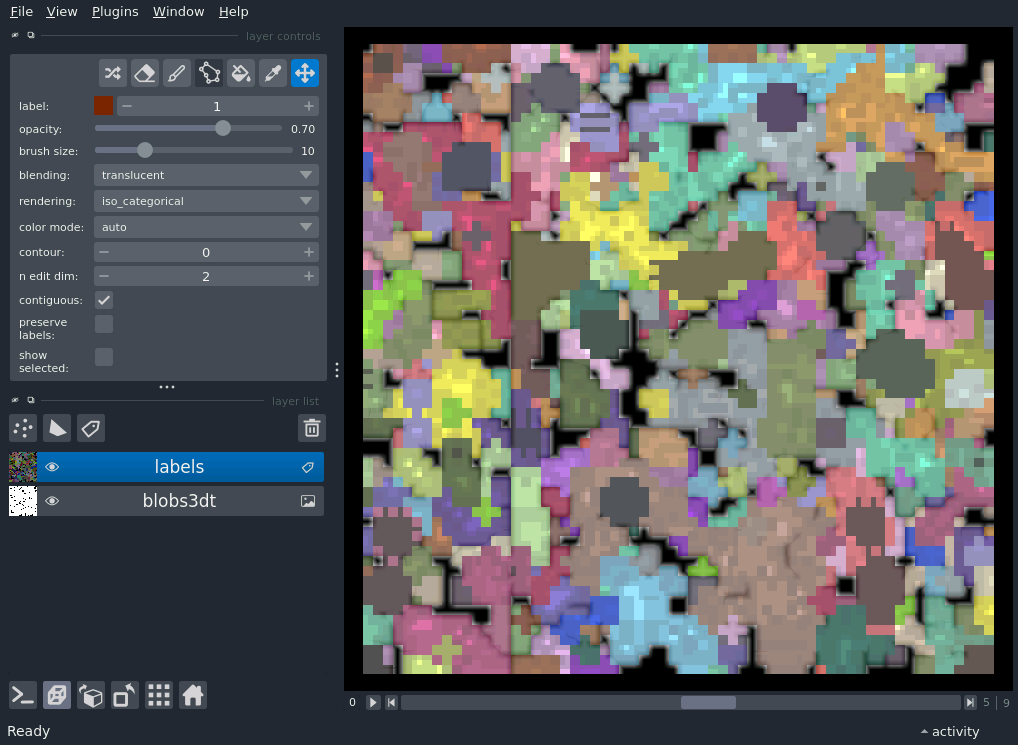 File View Plugins Window Help
layer controls
label: 1
opacity: 0.70
brush size: 10
blending: translucent
rendering: iso_categorical
color mode: auto
contour: 0
n edit dim: 2
contiguous:
preserve
labels:
show
selected:
layer list
labels
blobs3dt
0 5 9
Ready activity